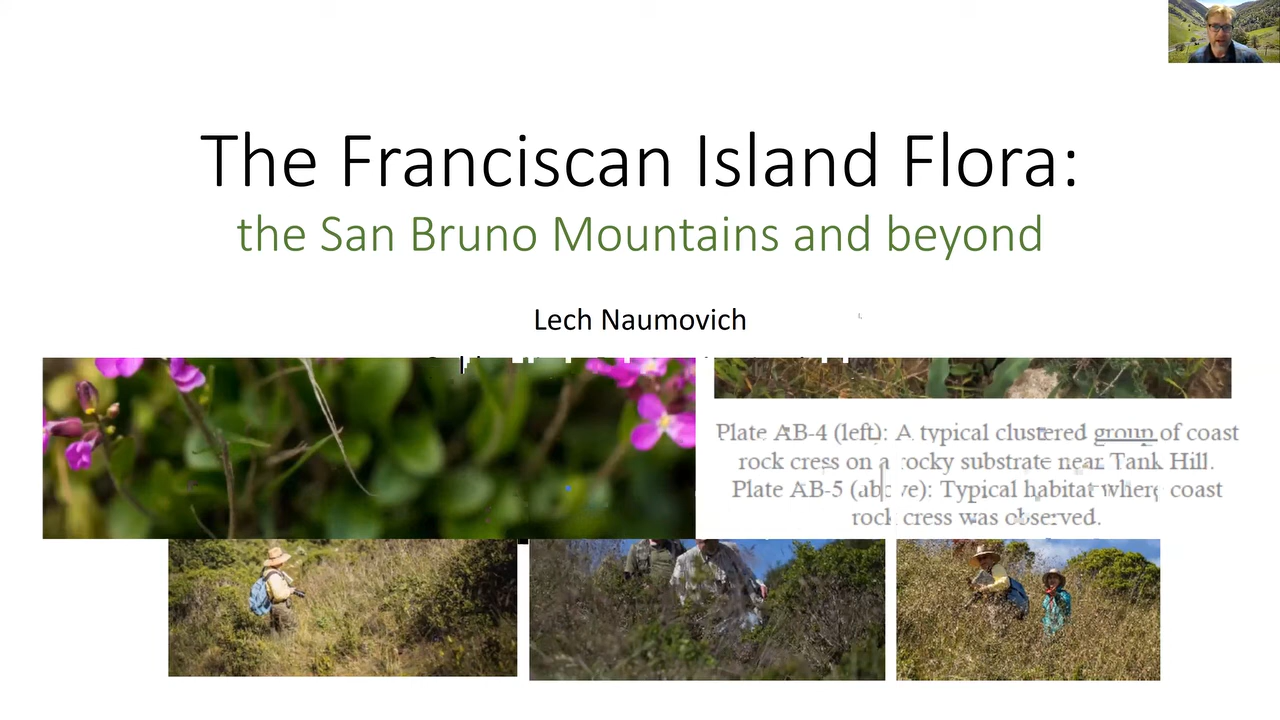 The Franciscan Island Flora:
the San Bruno Mountains and beyond
Lech Naumovich
Plate AB-4 (left): A typical clustered group of coast
rock cress on a rocky substrate near Tank Hill.
Plate AB-5 (above): Typical habitat where coast
rock cress was observed.